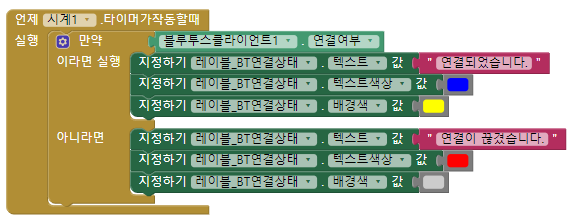 언제 시계1 .타이머가작동할때
실행 만약 블루투스클라이언트1 . 연결여부
이라면 실행 지정하기 레이블_BT연결상태 . 텍스트 값 " 연결되었습니다. "
지정하기 레이블_BT연결상태 . 텍스트색상 값
지정하기 레이블_BT연결상태 . 배경색 값
아니라면 지정하기 레이블_BT연결상태 . 텍스트 값 " 연결이 끊겼습니다. "
지정하기 레이블_BT연결상태 . 텍스트색상 값
지정하기 레이블_BT연결상태 . 배경색 값